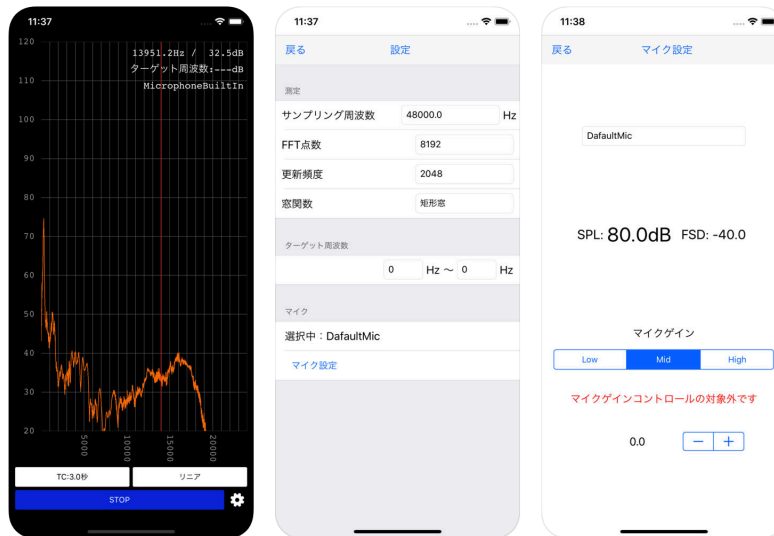 11:37
120
13951.2Hz / 32.5dB
ターゲット周波数:---dB
110
MicrophoneBuiltIn
100
90
80
70
60
50
40
30
20
5000
10000
15000
20000
TC:3.0秒
リニア
STOP
11:37
戻る
設定
測定
サンプリング周波数
48000.0
Hz
FFT点数
8192
更新頻度
2048
窓関数
矩形窓
ターゲット周波数
0
Hz 〜
0
Hz
マイク
選択中：DafaultMic
マイク設定
11:38
戻る
マイク設定
DafaultMic
SPL: 80.0dB FSD: -40.0
マイクゲイン
Low
Mid
High
マイクゲインコントロールの対象外です
0.0
− +